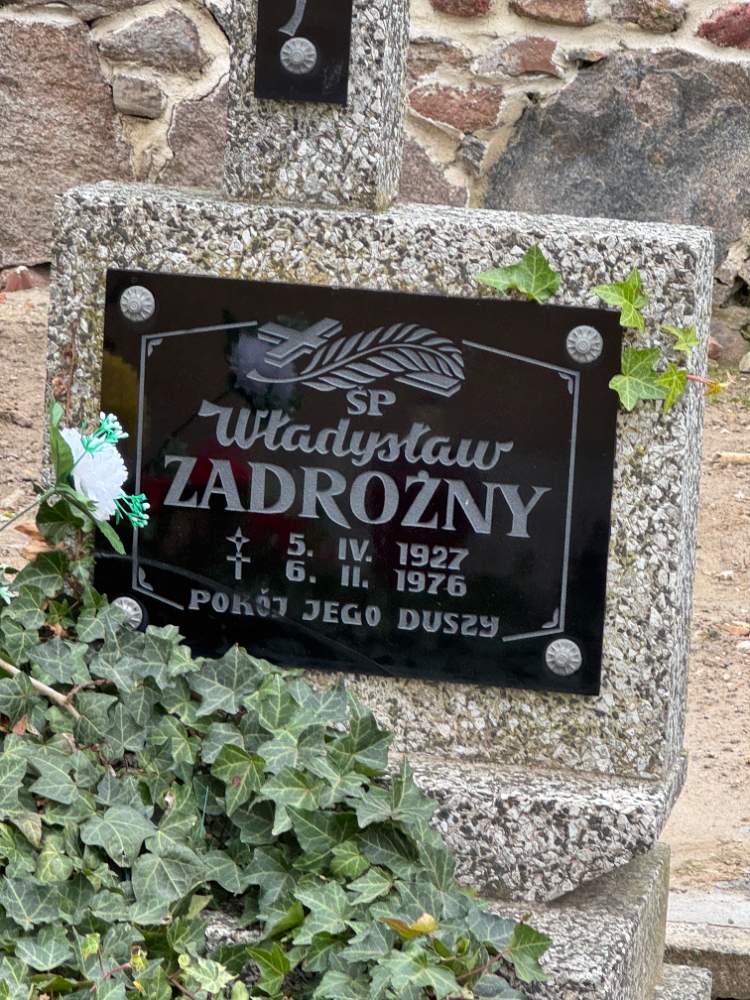 ŚP
Władysław
ZADROŻNY
5. IV. 1927
6. II. 1976
POKÓJ JEGO DUSZY